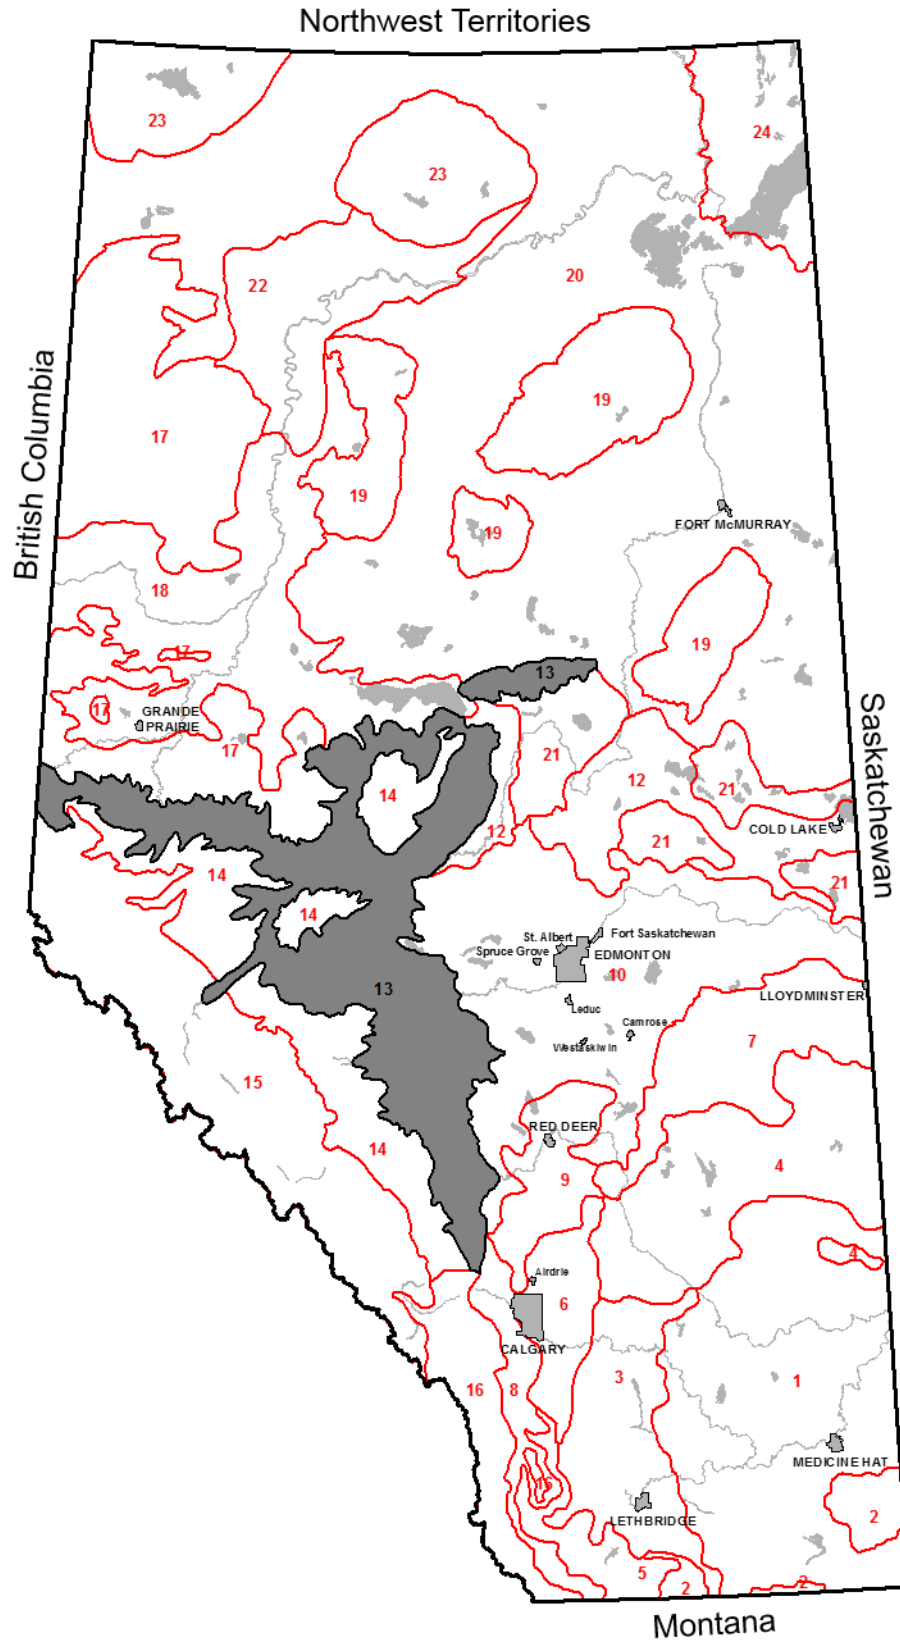 Northwest Territories
23
24
23
20
22
19
British Columbia
17
19
19
FORT McMURRAY
18
19
17
13
17
GRANDE
PRAIRIE
Saskatchewan
17
21
12
21
14
12
COLD LAKE
21
14
21
14
St. Albert
Fort Saskatchewan
Spruce Grove
EDMONTON
10
13
LLOYDMINSTER
Leduc
Camrose
Wetaskiwin
7
15
RED DEER
14
9
4
4
Airdrie
6
CALGARY
3
1
16
8
MEDICINE HAT
16
2
LETHBRIDGE
5
2
2
Montana